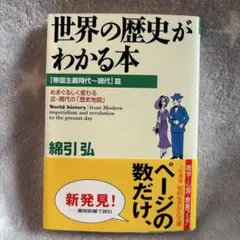 世界の歴史が
わかる本
【帝国主義時代～現代】篇
めまぐるしく変わる
近・現代の「歴史地図」
World history : from Modern
imperialism and revolution
to the present day
綿引弘
ページの
数だけ、
新発見!